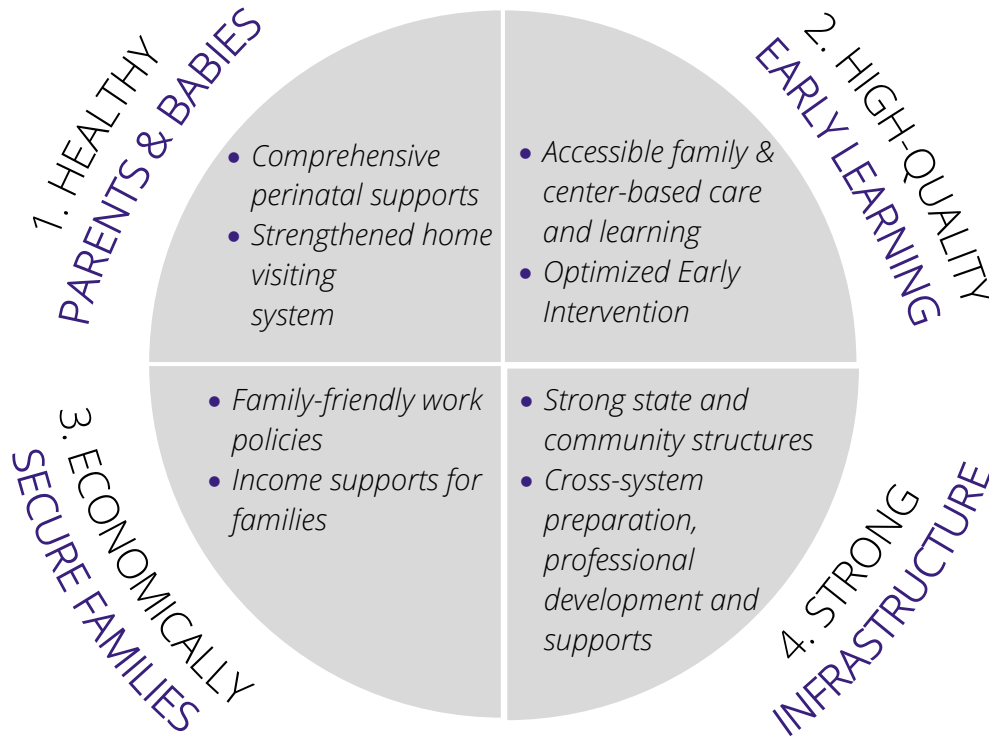 1. HEALTHY
PARENTS & BABIES
• Comprehensive
perinatal supports
• Strengthened home
visiting
system
2. HIGH-QUALITY
EARLY LEARNING
• Accessible family &
center-based care
and learning
• Optimized Early
Intervention
3. ECONOMICALLY
SECURE FAMILIES
• Family-friendly work
policies
• Income supports for
families
4. STRONG
INFRASTRUCTURE
• Strong state and
community structures
• Cross-system
preparation,
professional
development and
supports